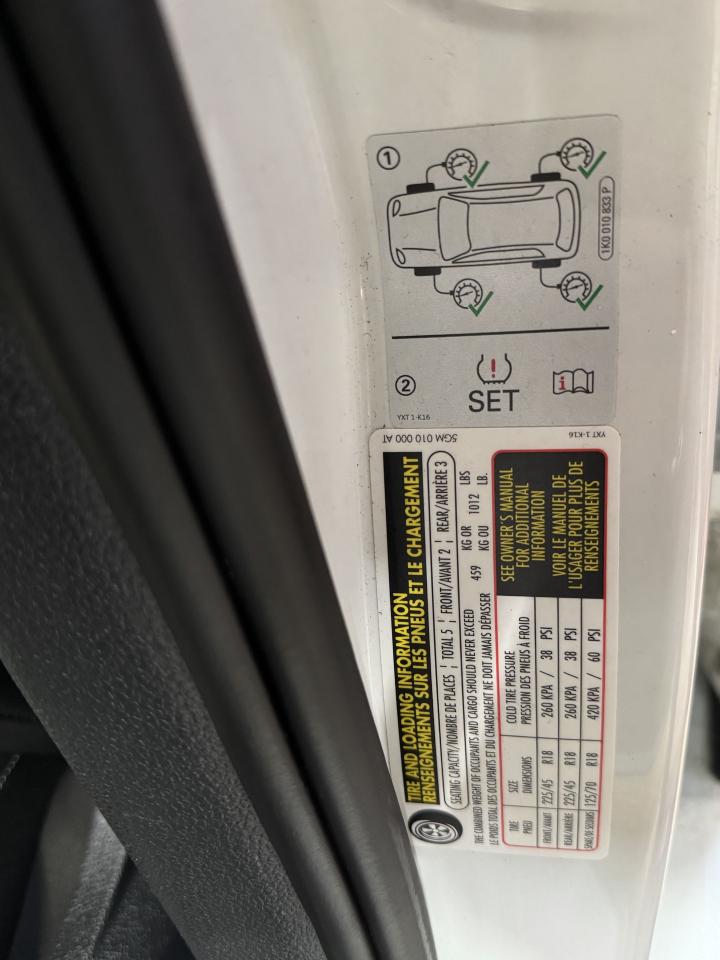 1
1K0 010 833 P
2
SET
YXT 1-K16
5GM 010 000 AT
YXT 1-K16
TIRE AND LOADING INFORMATION
RENSEIGNEMENTS SUR LES PNEUS ET LE CHARGEMENT
SEATING CAPACITY/NOMBRE DE PLACES ¦ TOTAL 5 ¦ FRONT/AVANT 2 ¦ REAR/ARRIÈRE 3
THE COMBINED WEIGHT OF OCCUPANTS AND CARGO SHOULD NEVER EXCEED 459 KG OR 1012 LBS
LE POIDS TOTAL DES OCCUPANTS ET DU CHARGEMENT NE DOIT JAMAIS DÉPASSER KG OU LB.
TIRE SIZE COLD TIRE PRESSURE
PNEU DIMENSIONS PRESSION DES PNEUS À FROID
FRONT/AVANT 225/45 R18 260 KPA / 38 PSI
REAR/ARRIÈRE 225/45 R18 260 KPA / 38 PSI
SPARE/DE SECOURS 125/70 R18 420 KPA / 60 PSI
SEE OWNER'S MANUAL
FOR ADDITIONAL
INFORMATION
VOIR LE MANUEL DE
L'USAGER POUR PLUS DE
RENSEIGNEMENTS